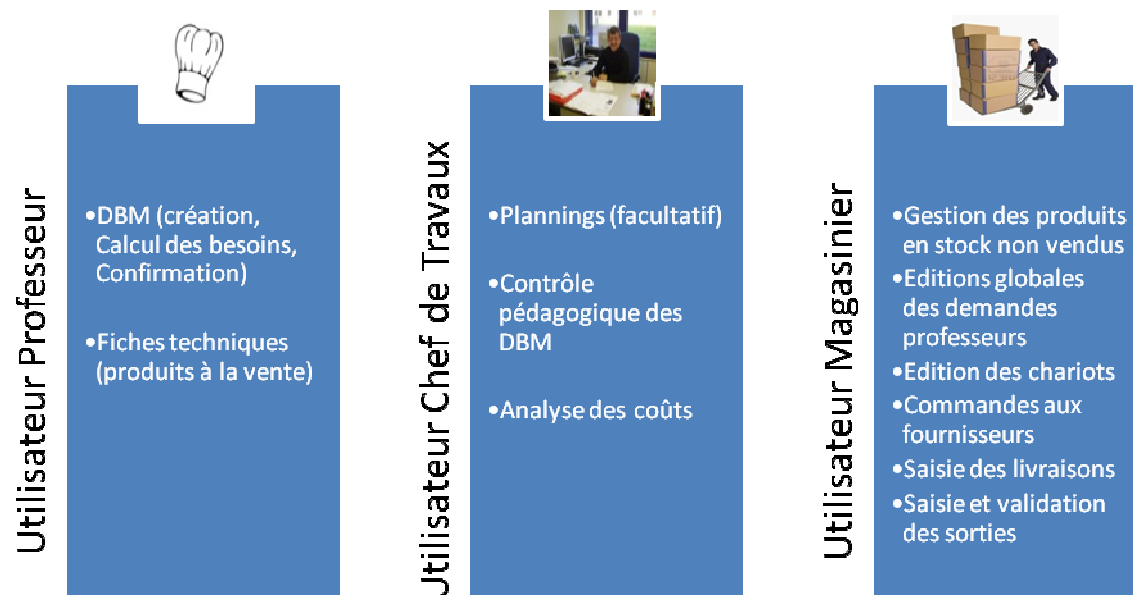 Utilisateur Professeur
•DBM (création,
Calcul des besoins,
Confirmation)
•Fiches techniques
(produits à la vente)
Utilisateur Chef de Travaux
•Plannings (facultatif)
•Contrôle
pédagogique des
DBM
•Analyse des coûts
Utilisateur Magasinier
•Gestion des produits
en stock non vendus
•Editions globales
des demandes
professeurs
•Edition des chariots
•Commandes aux
fournisseurs
•Saisie des livraisons
•Saisie et validation
des sorties